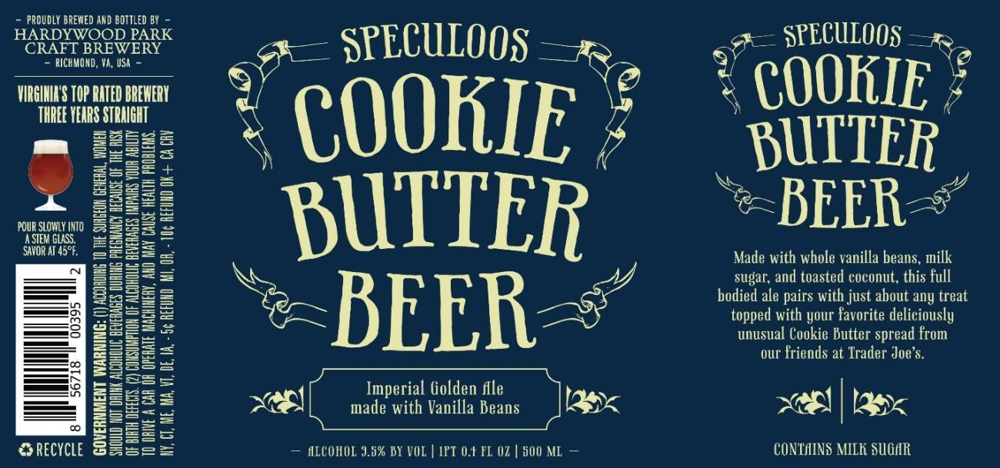 – PROUDLY BREWED AND BOTTLED BY –
HARDYWOOD PARK
CRAFT BREWERY
– RICHMOND, VA, USA –
VIRGINIA'S TOP RATED BREWERY
THREE YEARS STRAIGHT
POUR SLOWLY INTO
A STEM GLASS.
SAVOR AT 45°F.
8 56718 00395 2
RECYCLE
GOVERNMENT WARNING: (1) ACCORDING TO THE SURGEON GENERAL, WOMEN
SHOULD NOT DRINK ALCOHOLIC BEVERAGES DURING PREGNANCY BECAUSE OF THE RISK
OF BIRTH DEFECTS. (2) CONSUMPTION OF ALCOHOLIC BEVERAGES IMPAIRS YOUR ABILITY
TO DRIVE A CAR OR OPERATE MACHINERY, AND MAY CAUSE HEALTH PROBLEMS.
NY, CT, ME, MA, VT, DE, IA, - 5¢ REFUND MI, OR, - 10¢ REFUND OK + CA CRV
SPECULOOS
COOKIE
BUTTER
BEER
Imperial Golden Ale
made with Vanilla Beans
– ALCOHOL 9.5% BY VOL | 1PT 0.4 FL OZ | 500 ML –
SPECULOOS
COOKIE
BUTTER
BEER
Made with whole vanilla beans, milk
sugar, and toasted coconut, this full
bodied ale pairs with just about any treat
topped with your favorite deliciously
unusual Cookie Butter spread from
our friends at Trader Joe's.
CONTAINS MILK SUGAR